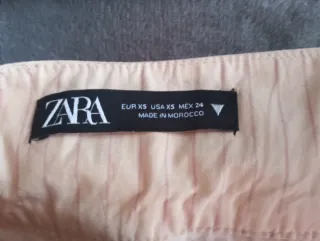 ZARA
EUR XS USA XS MEX 24
MADE IN MOROCCO